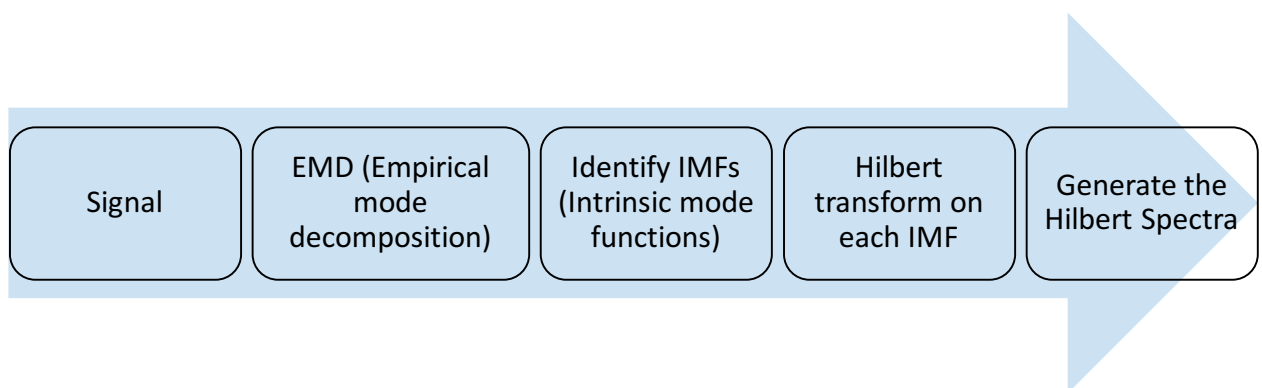 Signal
EMD (Empirical
mode
decomposition)
Identify IMFs
(Intrinsic mode
functions)
Hilbert
transform on
each IMF
Generate the
Hilbert Spectra